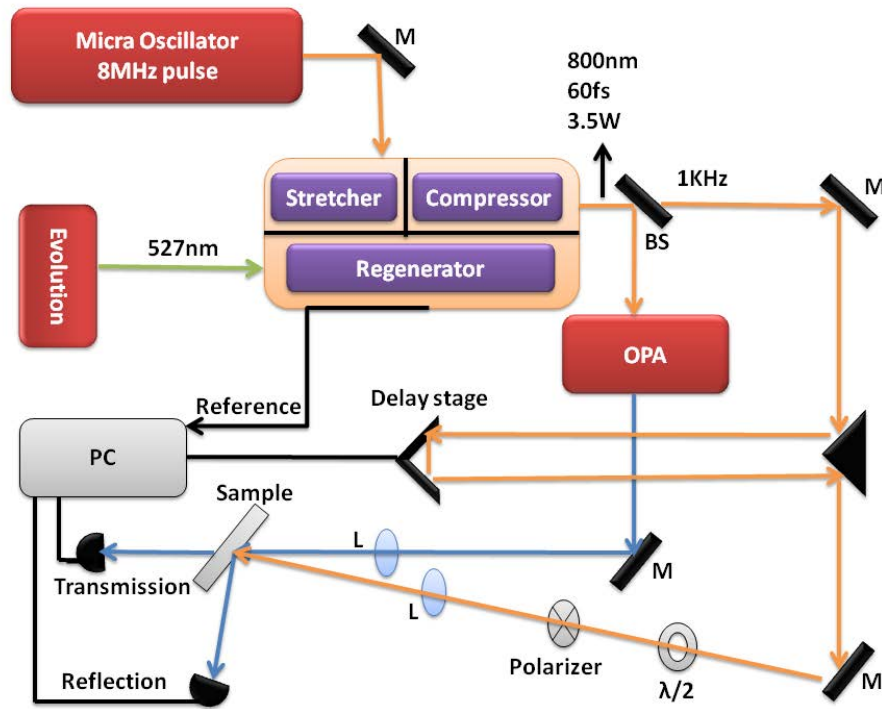 Micra Oscillator
8MHz pulse
M
800nm
60fs
3.5W
Stretcher
Compressor
1KHz
M
BS
Evolution
527nm
Regenerator
OPA
Reference
Delay stage
PC
Sample
L
Transmission
M
L
Polarizer
λ/2
Reflection
M